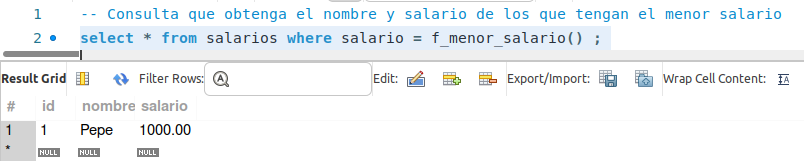 1 -- Consulta que obtenga el nombre y salario de los que tengan el menor salario
2 select * from salarios where salario = f_menor_salario() ;
Result Grid Filter Rows: Edit: Export/Import: Wrap Cell Content: IA
# id nombre salario
1 1 Pepe 1000.00
* NULL NULL NULL